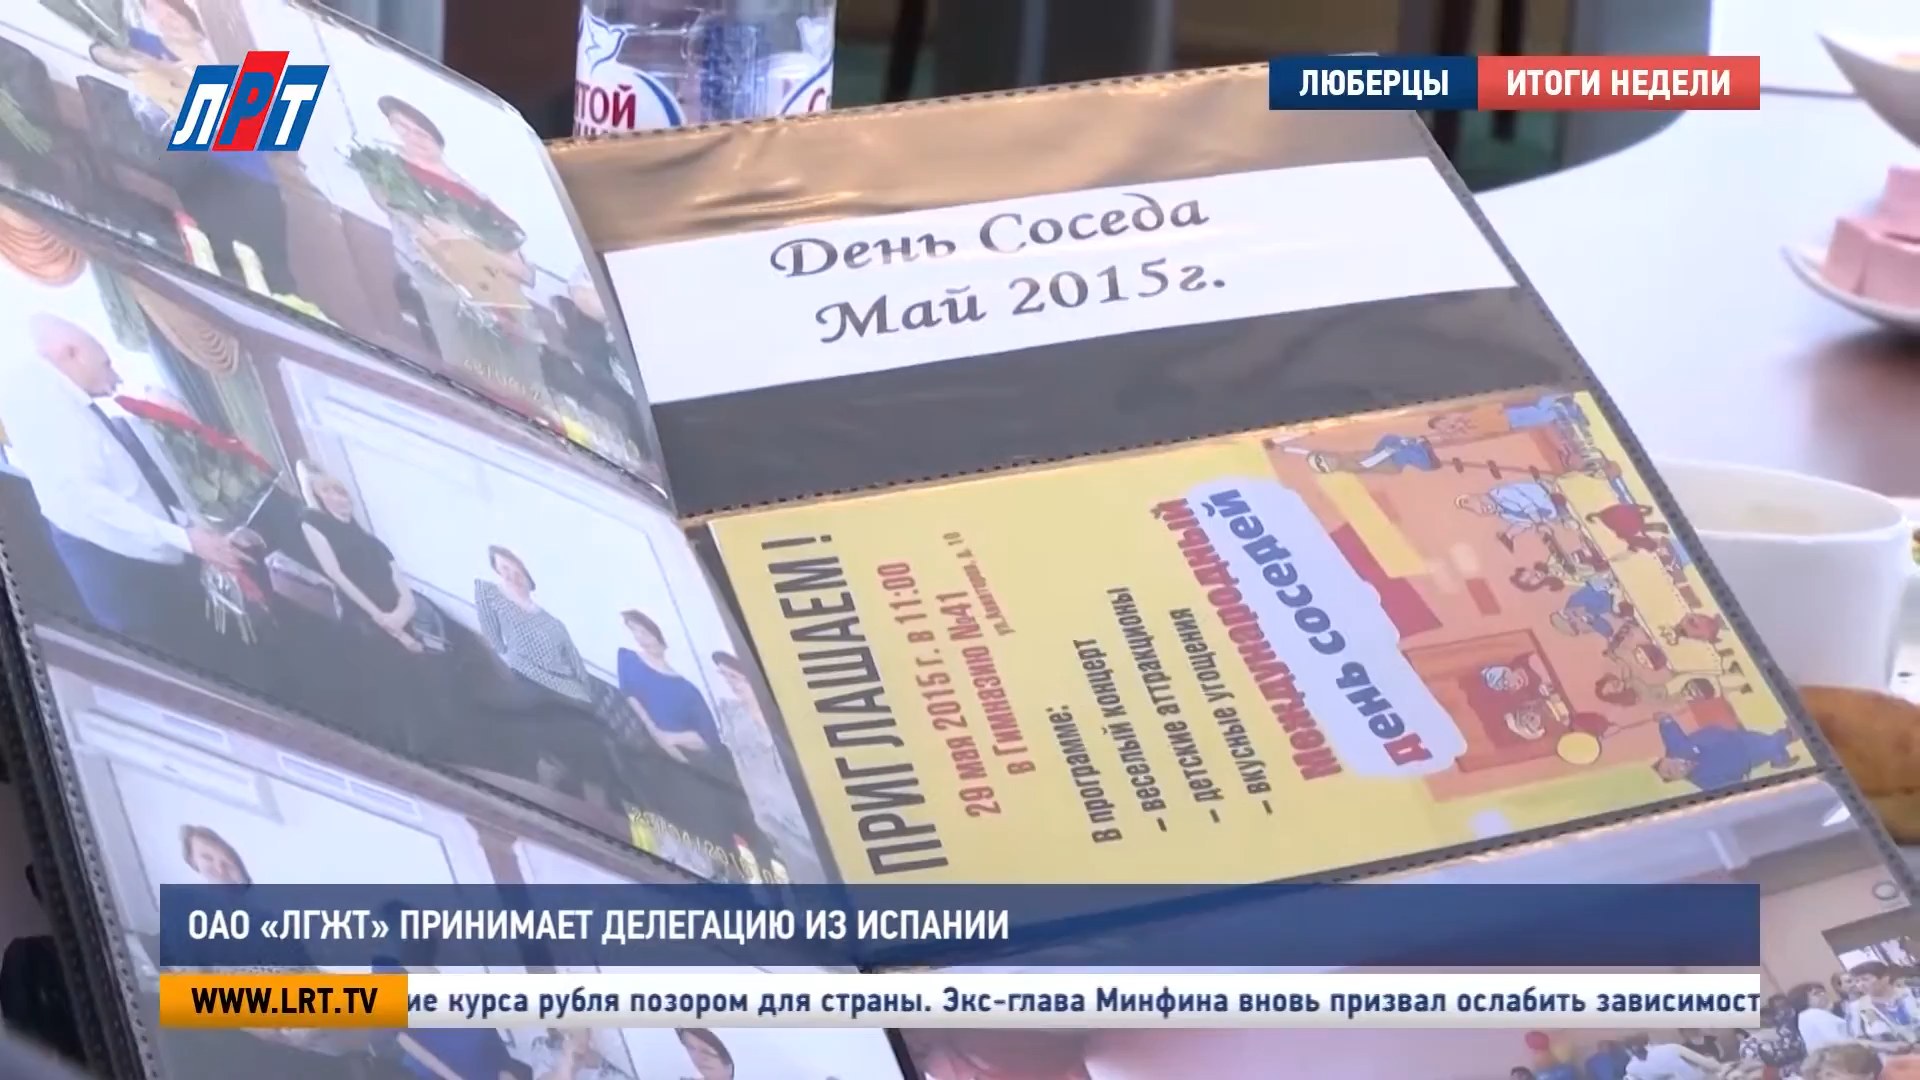 ЛРТ
ЛЮБЕРЦЫ ИТОГИ НЕДЕЛИ
День Соседа
Май 2015г.
ПРИГЛАШАЕМ!
29 мая 2015 г. в 11:00
в Гимназию №41
В программе:
– веселый концерт
– детские аттракционы
– вкусные угощения
Международный
день соседей
ОАО «ЛГЖТ» ПРИНИМАЕТ ДЕЛЕГАЦИЮ ИЗ ИСПАНИИ
WWW.LRT.TV ие курса рубля позором для страны. Экс-глава Минфина вновь призвал ослабить зависимост